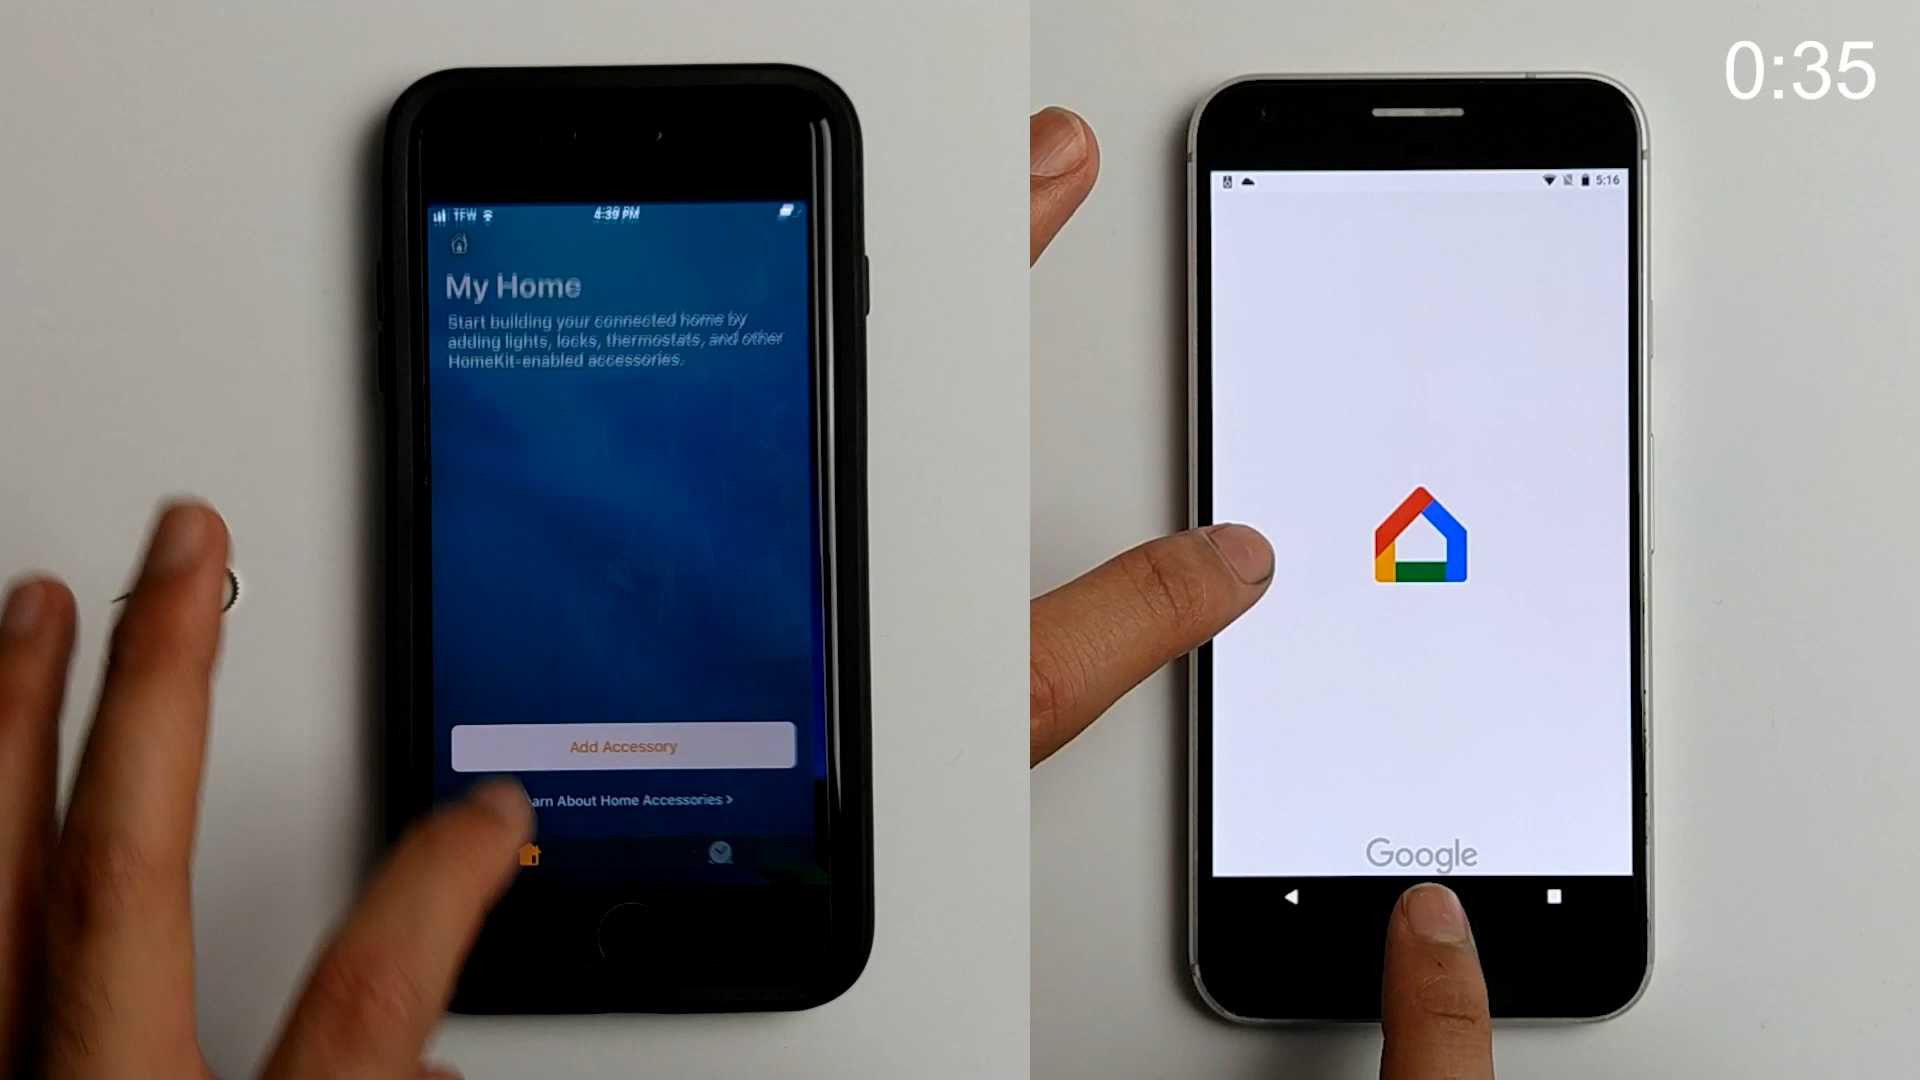 TFW 4:39 PM
My Home
Start building your connected home by
adding lights, locks, thermostats, and other
HomeKit-enabled accessories.
Add Accessory
arn About Home Accessories >
0:35
5:16
Google